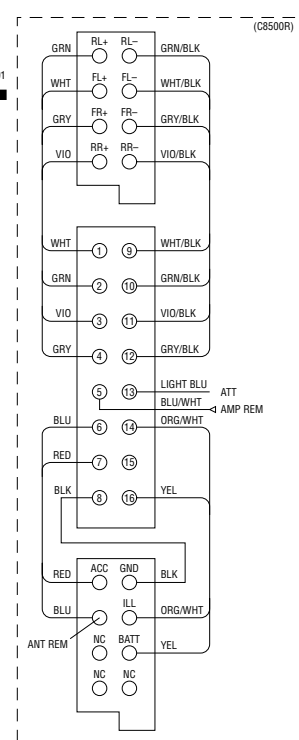 (C8500R)
RL+ RL–
GRN GRN/BLK
01
FL+ FL–
WHT WHT/BLK
FR+ FR–
GRY GRY/BLK
RR+ RR–
VIO VIO/BLK
WHT 1 9 WHT/BLK
GRN 2 10 GRN/BLK
VIO 3 11 VIO/BLK
GRY 4 12 GRY/BLK
5 13 LIGHT BLU ATT
BLU/WHT AMP REM
BLU 6 14 ORG/WHT
RED 7 15
BLK 8 16 YEL
ACC GND
RED BLK
ILL
BLU ORG/WHT
ANT REM NC BATT YEL
NC NC